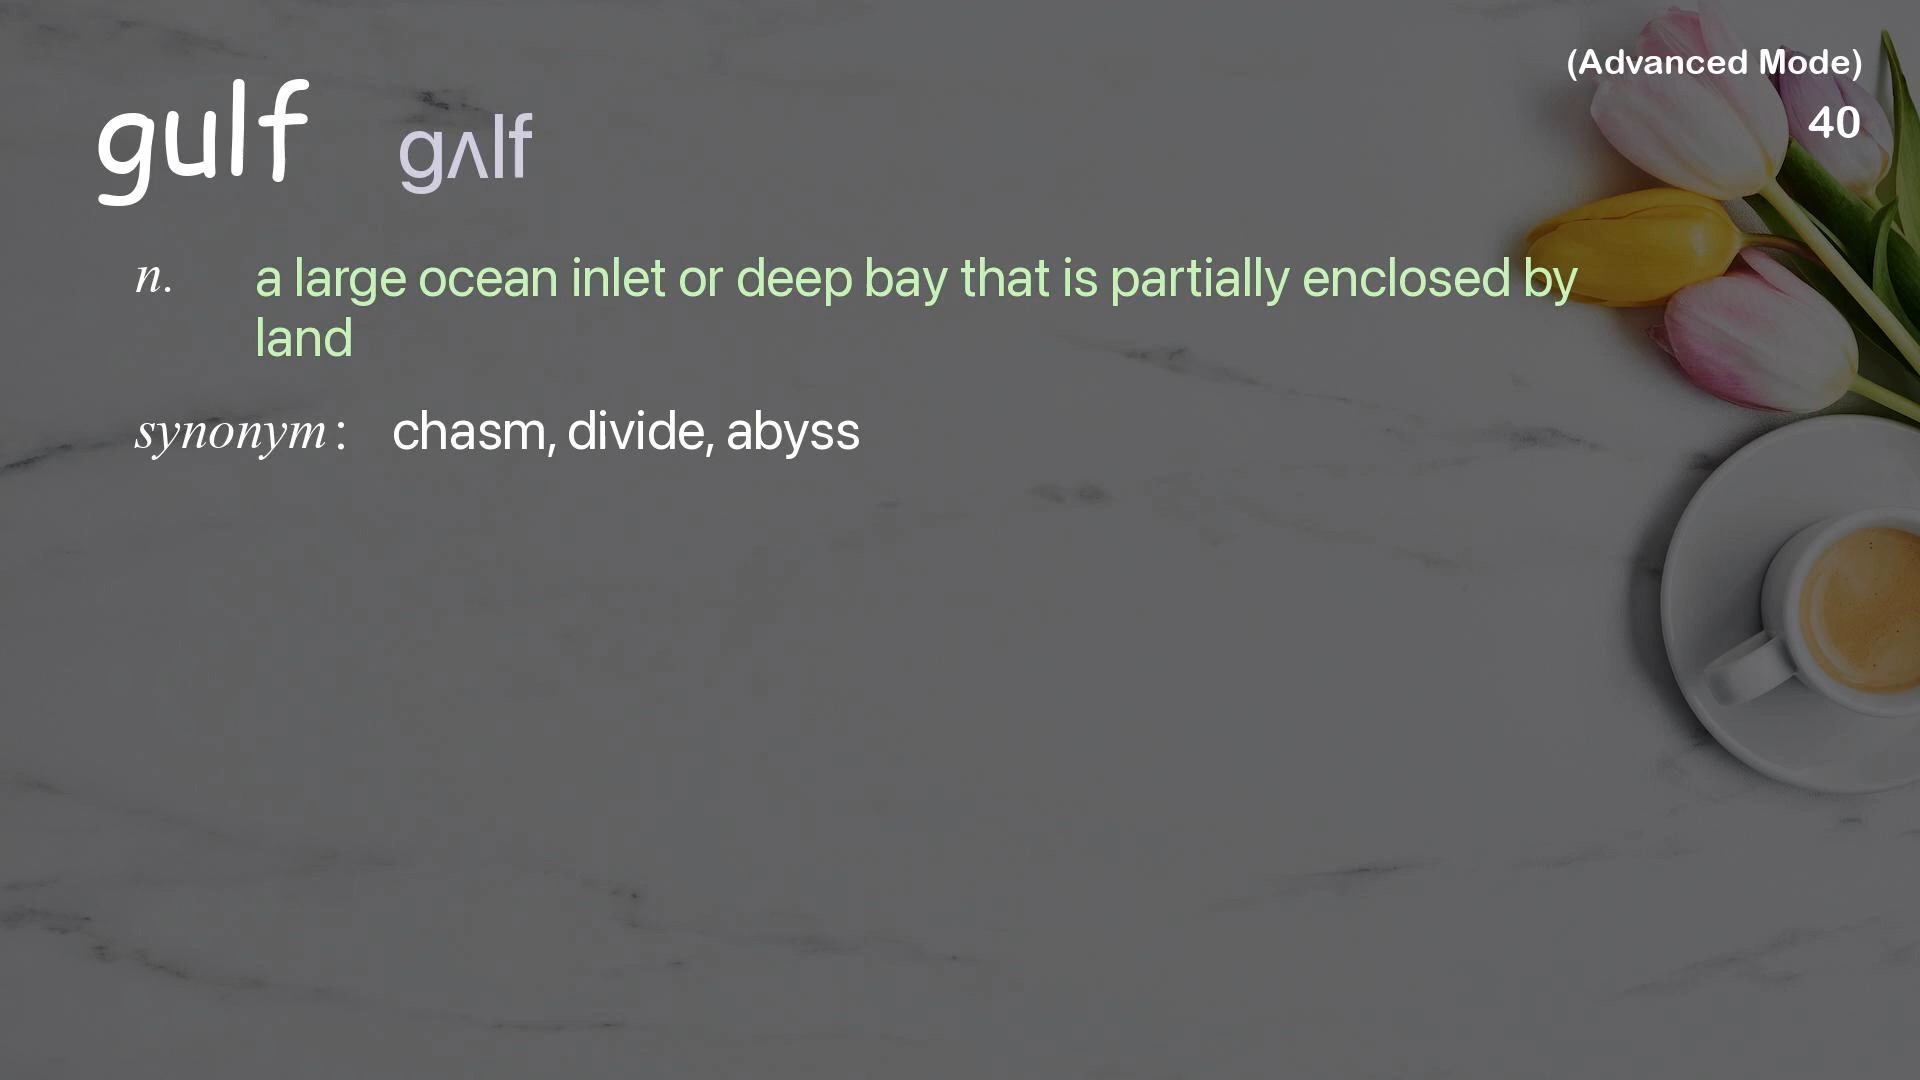 (Advanced Mode)
40
gulf gʌlf
n. a large ocean inlet or deep bay that is partially enclosed by
land
synonym: chasm, divide, abyss